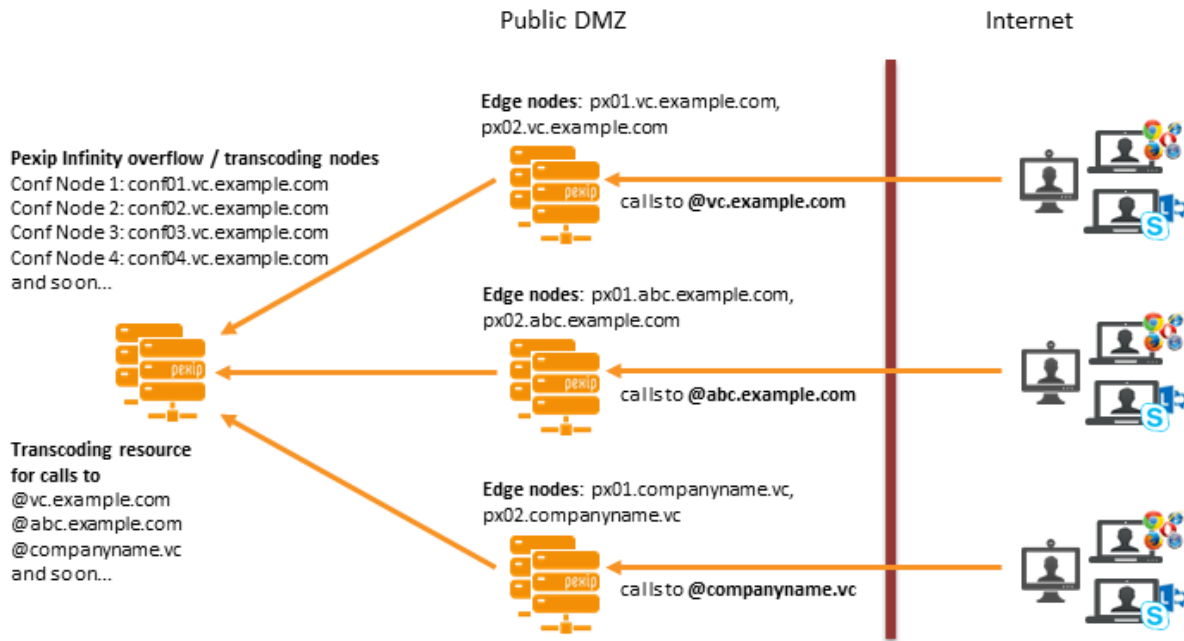 Public DMZ
Internet
Edge nodes: px01.vc.example.com,
px02.vc.example.com
Pexip Infinity overflow / transcoding nodes
Conf Node 1: conf01.vc.example.com
Conf Node 2: conf02.vc.example.com
Conf Node 3: conf03.vc.example.com
Conf Node 4: conf04.vc.example.com
and so on...
pexip
calls to @vc.example.com
Edge nodes: px01.abc.example.com,
px02.abc.example.com
pexip
pexip
calls to @abc.example.com
Transcoding resource
for calls to
@vc.example.com
@abc.example.com
@companyname.vc
and so on...
Edge nodes: px01.companyname.vc,
px02.companyname.vc
pexip
calls to @companyname.vc